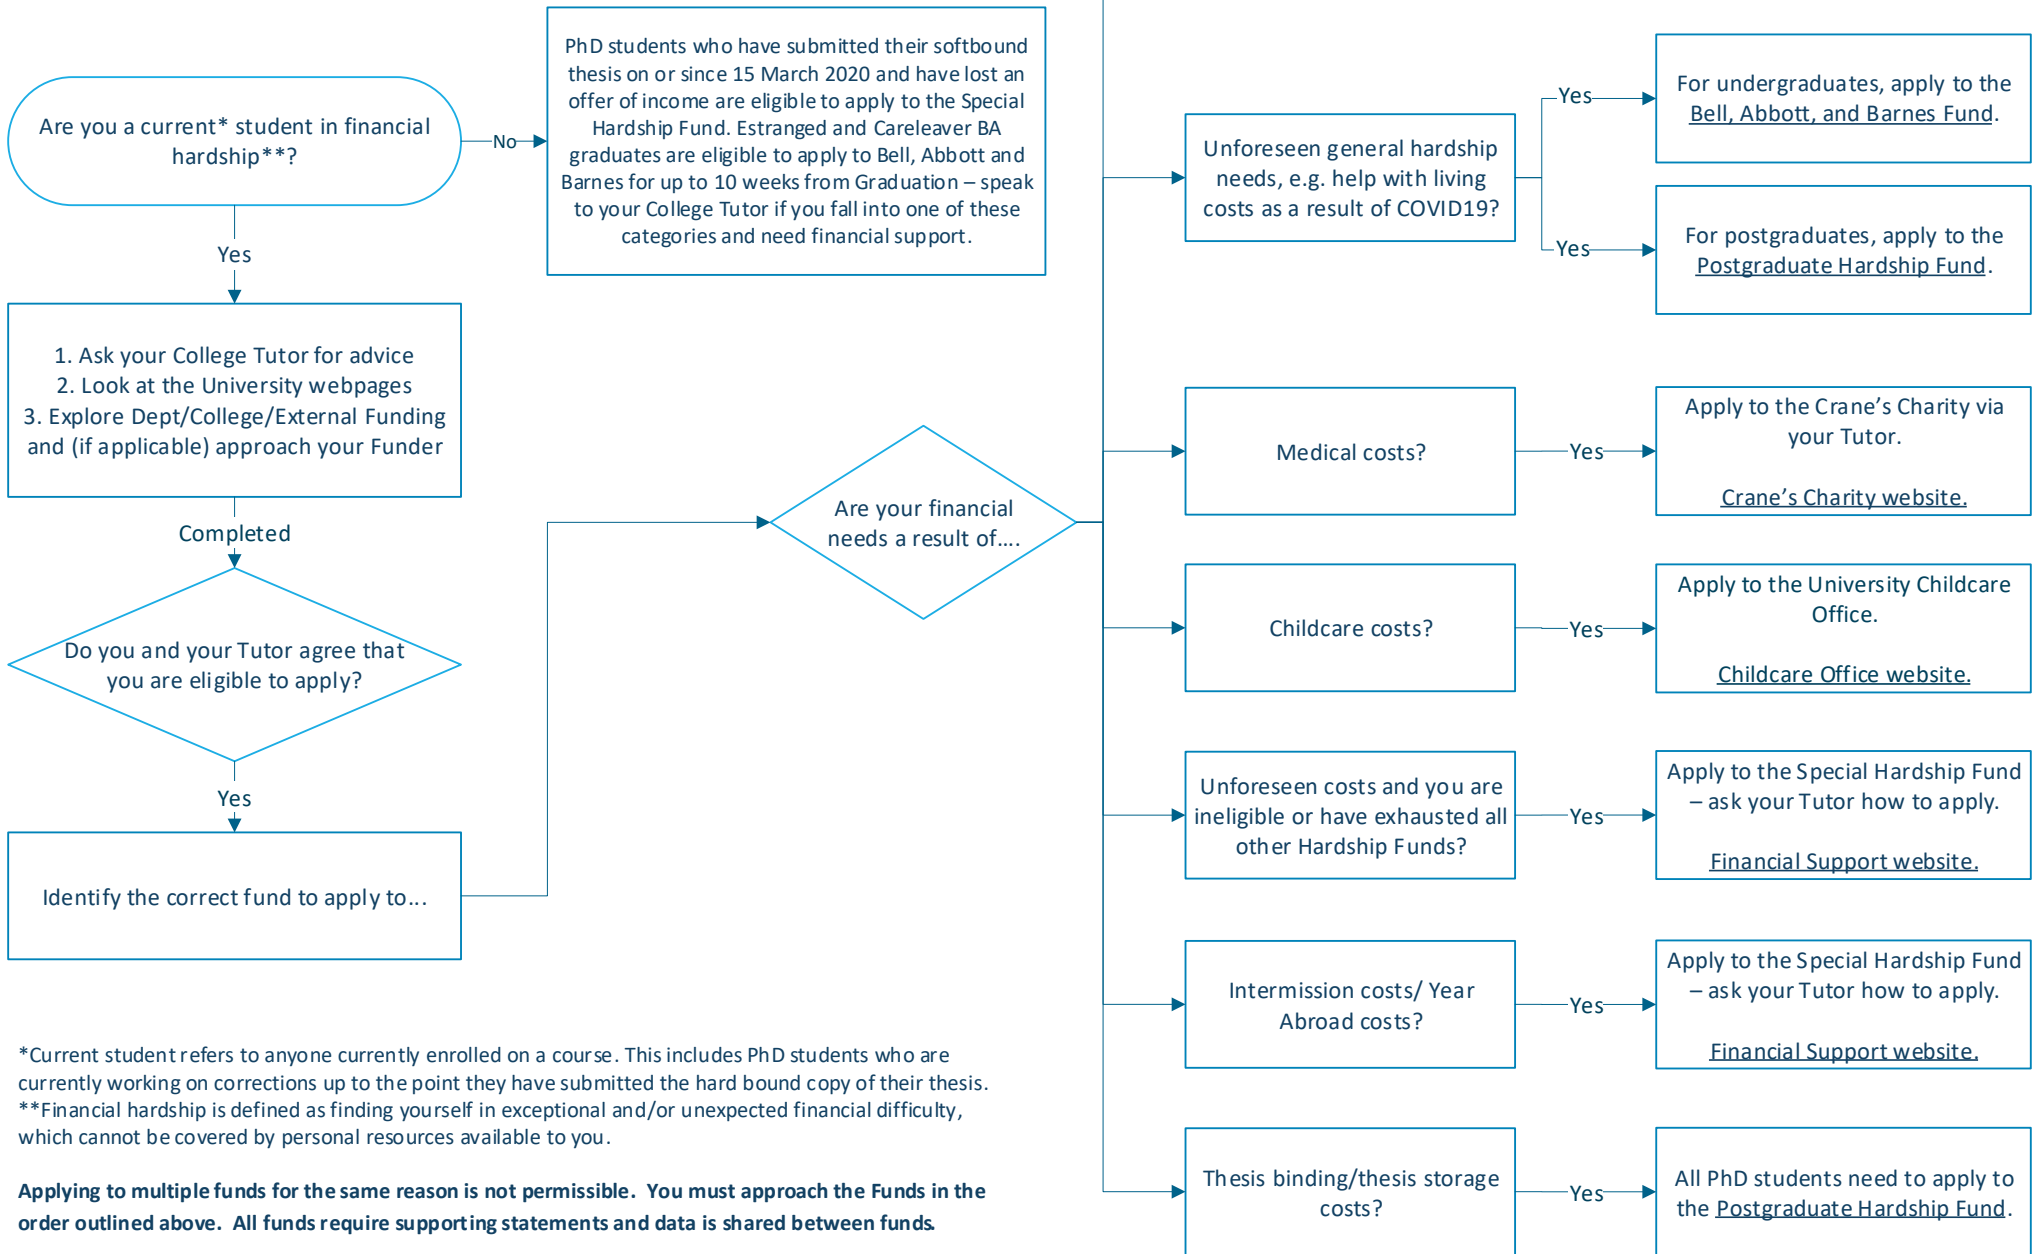 Are you a current* student in financial
hardship**?
No
PhD students who have submitted their softbound
thesis on or since 15 March 2020 and have lost an
offer of income are eligible to apply to the Special
Hardship Fund. Estranged and Careleaver BA
graduates are eligible to apply to Bell, Abbott and
Barnes for up to 10 weeks from Graduation – speak
to your College Tutor if you fall into one of these
categories and need financial support.
Yes
1. Ask your College Tutor for advice
2. Look at the University webpages
3. Explore Dept/College/External Funding
and (if applicable) approach your Funder
Completed
Do you and your Tutor agree that
you are eligible to apply?
Yes
Identify the correct fund to apply to...
Are your financial
needs a result of....
Unforeseen general hardship
needs, e.g. help with living
costs as a result of COVID19?
Yes
For undergraduates, apply to the
Bell, Abbott, and Barnes Fund.
Yes
For postgraduates, apply to the
Postgraduate Hardship Fund.
Medical costs?
Yes
Apply to the Crane’s Charity via
your Tutor.
Crane’s Charity website.
Childcare costs?
Yes
Apply to the University Childcare
Office.
Childcare Office website.
Unforeseen costs and you are
ineligible or have exhausted all
other Hardship Funds?
Yes
Apply to the Special Hardship Fund
– ask your Tutor how to apply.
Financial Support website.
Intermission costs/ Year
Abroad costs?
Yes
Apply to the Special Hardship Fund
– ask your Tutor how to apply.
Financial Support website.
Thesis binding/thesis storage
costs?
Yes
All PhD students need to apply to
the Postgraduate Hardship Fund.
*Current student refers to anyone currently enrolled on a course. This includes PhD students who are
currently working on corrections up to the point they have submitted the hard bound copy of their thesis.
**Financial hardship is defined as finding yourself in exceptional and/or unexpected financial difficulty,
which cannot be covered by personal resources available to you.
Applying to multiple funds for the same reason is not permissible. You must approach the Funds in the
order outlined above. All funds require supporting statements and data is shared between funds.